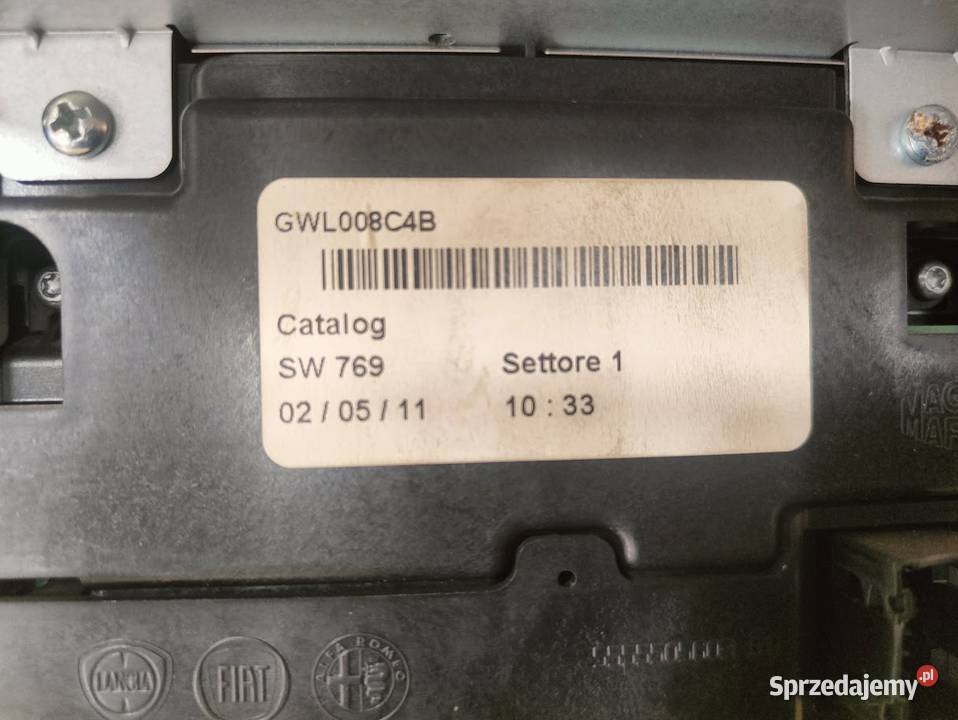 GWL008C4B
Catalog
SW 769 Settore 1
02 / 05 / 11 10 : 33
LANCIA
FIAT
ALFA ROMEO
Sprzedajemy.pl